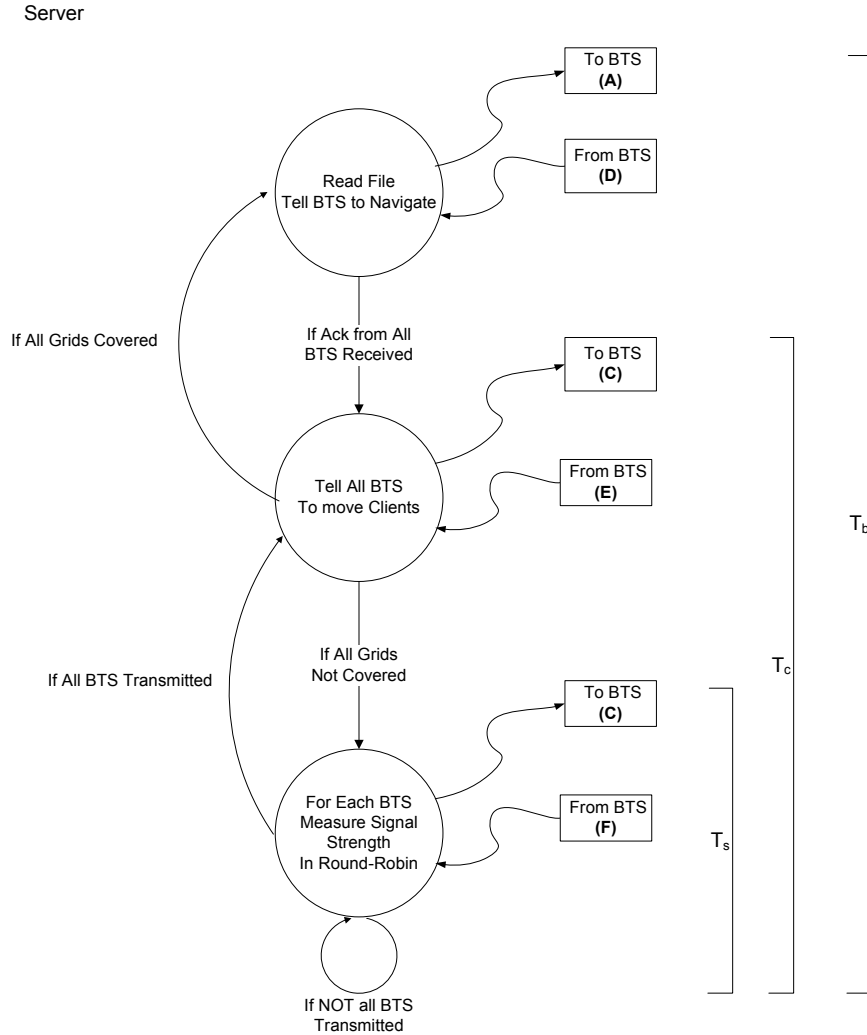 Server
To BTS
(A)
From BTS
(D)
Read File
Tell BTS to Navigate
If All Grids Covered
If Ack from All
BTS Received
To BTS
(C)
From BTS
(E)
Tell All BTS
To move Clients
Tb
If All Grids
Not Covered
If All BTS Transmitted
Tc
To BTS
(C)
From BTS
(F)
For Each BTS
Measure Signal
Strength
In Round-Robin
Ts
If NOT all BTS
Transmitted